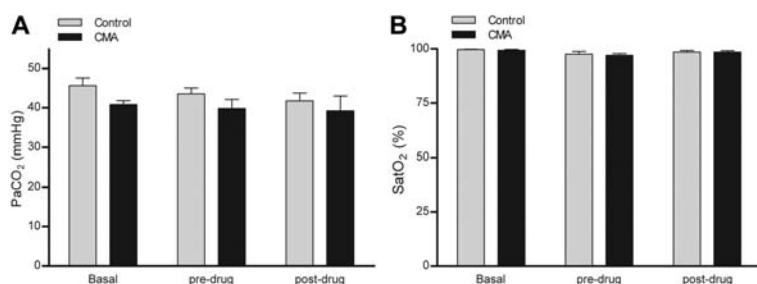 A
Control
CMA
PaCO₂ (mmHg)
50
40
30
20
10
0
Basal
pre-drug
post-drug
B
Control
CMA
SatO₂ (%)
100
75
50
25
0
Basal
pre-drug
post-drug